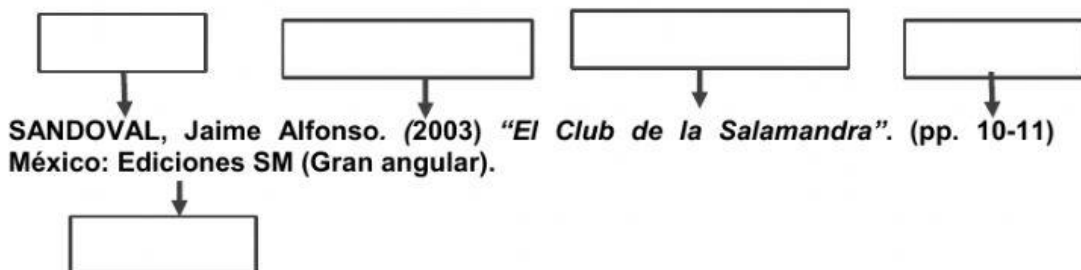 SANDOVAL, Jaime Alfonso. (2003) “El Club de la Salamandra”. (pp. 10-11)
México: Ediciones SM (Gran angular).